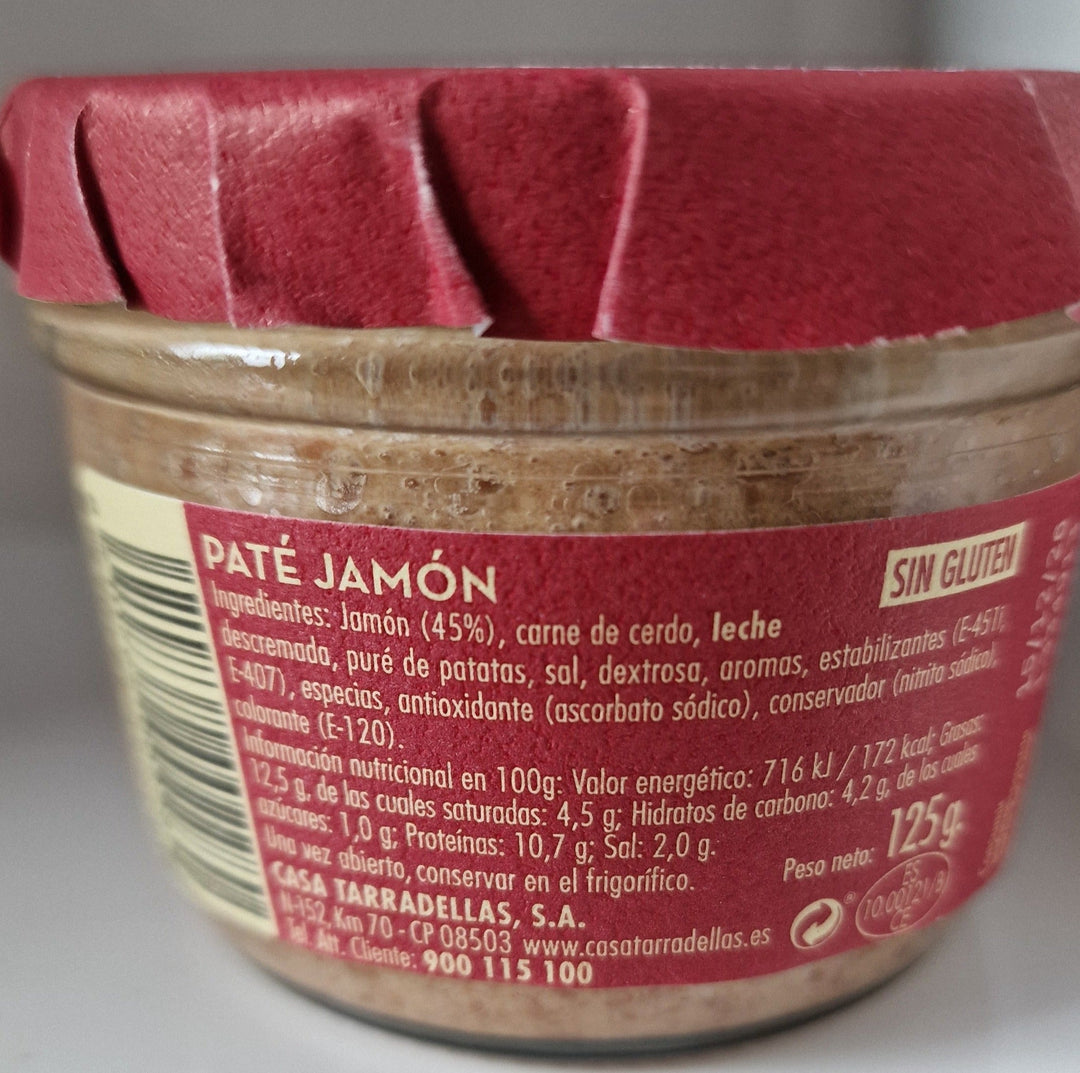 PATÉ JAMÓN
SIN GLUTEN
Ingredientes: Jamón (45%), carne de cerdo, leche
descremada, puré de patatas, sal, dextrosa, aromas, estabilizantes (E-451,
E-407), especias, antioxidante (ascorbato sódico), conservador (nitrito sódico),
colorante (E-120).
Información nutricional en 100g: Valor energético: 716 kJ / 172 kcal; Grasas:
12,5 g, de las cuales saturadas: 4,5 g; Hidratos de carbono: 4,2 g, de los cuales
azúcares: 1,0 g; Proteínas: 10,7 g; Sal: 2,0 g.
Una vez abierto, conservar en el frigorífico.
Peso neto: 125g.
CASA TARRADELLAS, S.A.
N-152, Km 70 - CP 08503 www.casatarradellas.es
Tel. Att. Cliente: 900 115 100
®
ES
CE